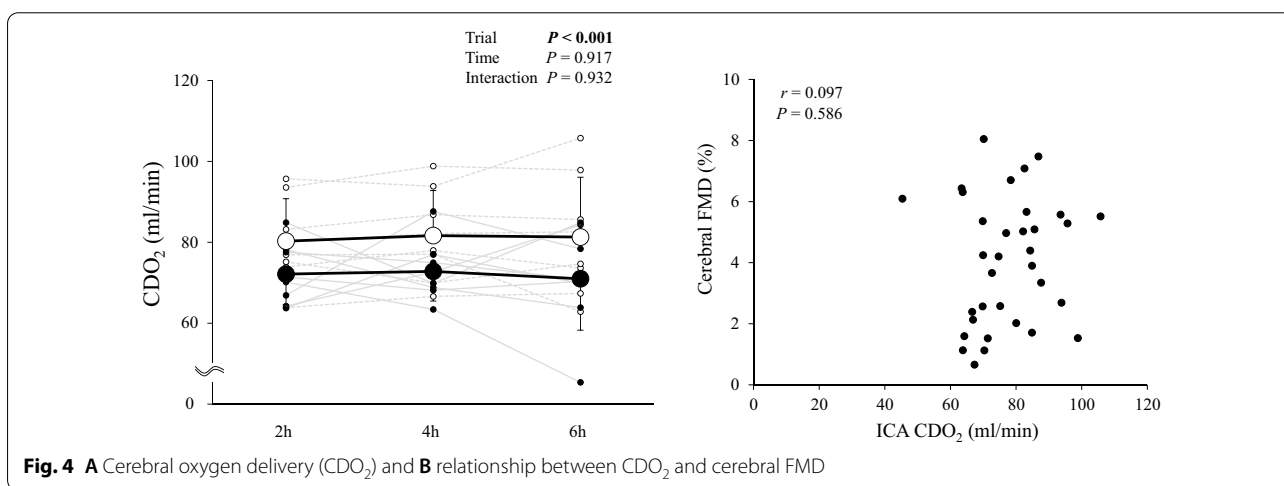 Trial P < 0.001
Time P = 0.917
Interaction P = 0.932
CDO₂ (ml/min)
120
100
80
60
0
2h 4h 6h
r = 0.097
P = 0.586
Cerebral FMD (%)
10
8
6
4
2
0
0 20 40 60 80 100 120
ICA CDO₂ (ml/min)
Fig. 4 A Cerebral oxygen delivery (CDO₂) and B relationship between CDO₂ and cerebral FMD